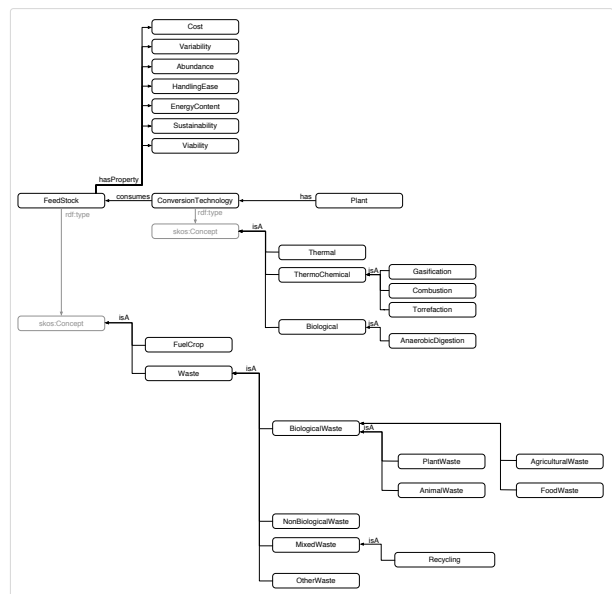 Cost
Variability
Abundance
HandlingEase
EnergyContent
Sustainability
Viability
hasProperty
FeedStock
consumes
ConversionTechnology
has
Plant
rdf:type
rdf:type
skos:Concept
isA
Thermal
ThermoChemical
isA
Gasification
Combustion
Torrefaction
Biological
isA
AnaerobicDigestion
skos:Concept
isA
FuelCrop
Waste
isA
BiologicalWaste
isA
PlantWaste
AgriculturalWaste
AnimalWaste
FoodWaste
NonBiologicalWaste
MixedWaste
isA
Recycling
OtherWaste